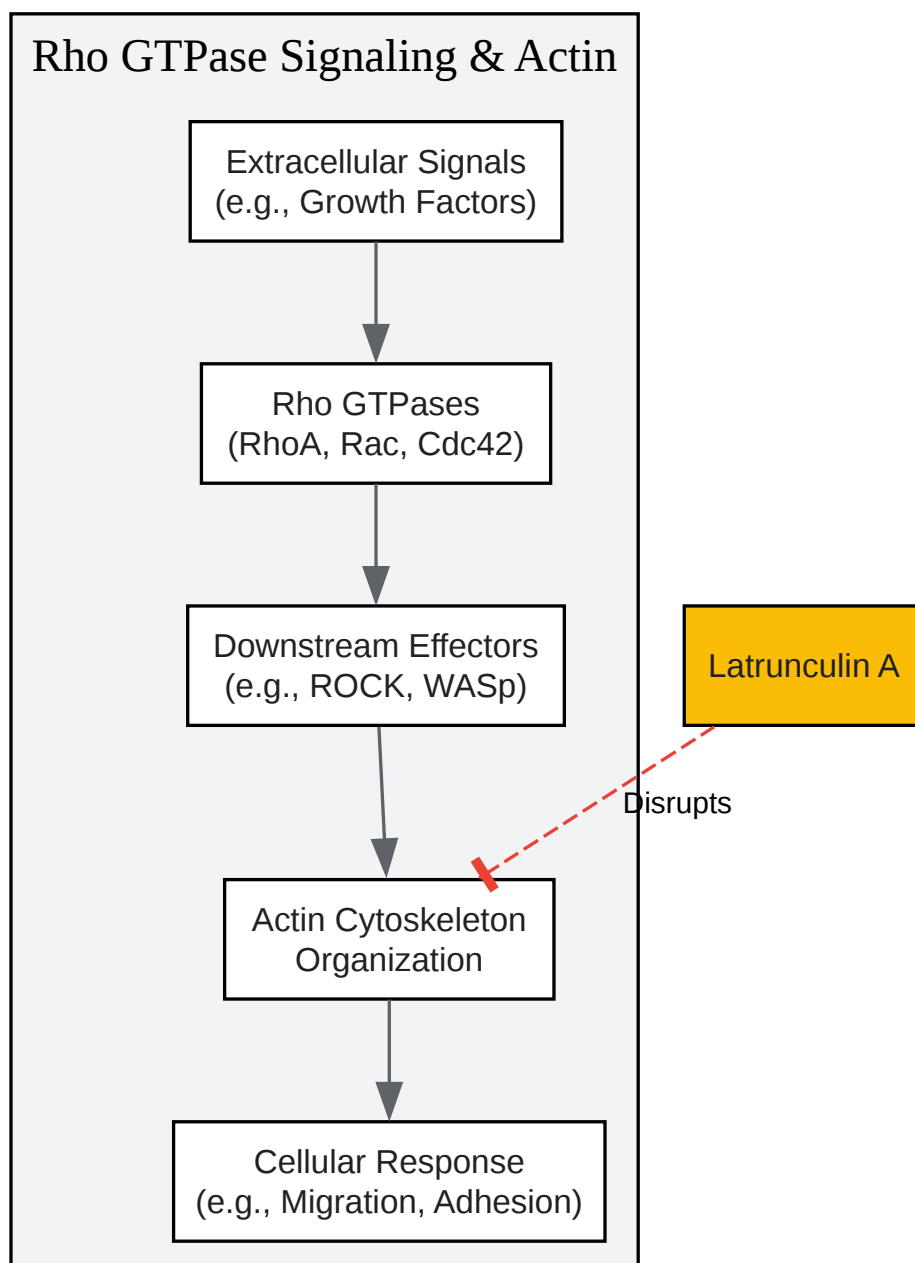 Rho GTPase Signaling & Actin
Extracellular Signals
(e.g., Growth Factors)
Rho GTPases
(RhoA, Rac, Cdc42)
Downstream Effectors
(e.g., ROCK, WASp)
Latrunculin A
Disrupts
Actin Cytoskeleton
Organization
Cellular Response
(e.g., Migration, Adhesion)